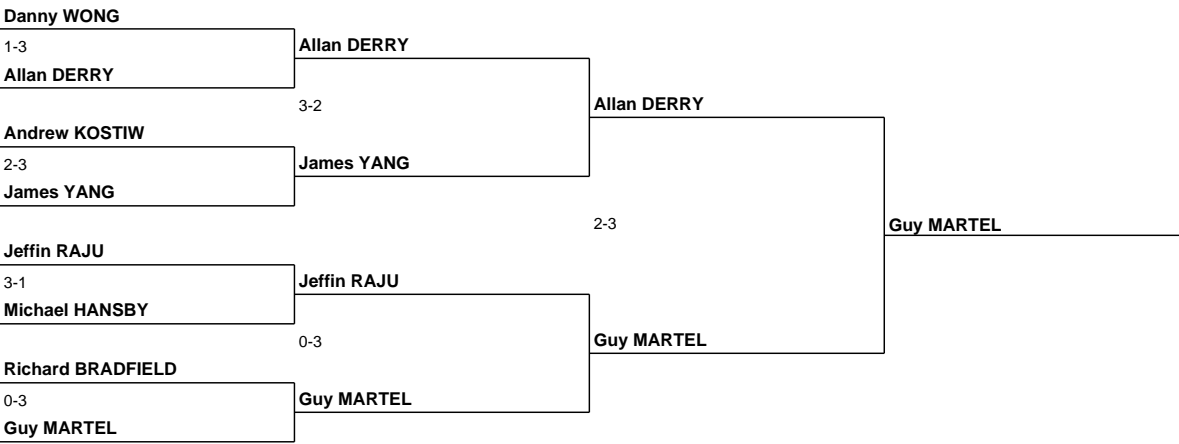 Danny WONG
1-3
Allan DERRY
Allan DERRY
3-2
Allan DERRY
Andrew KOSTIW
2-3
James YANG
James YANG
2-3
Guy MARTEL
Jeffin RAJU
3-1
Jeffin RAJU
Michael HANSBY
0-3
Guy MARTEL
Richard BRADFIELD
0-3
Guy MARTEL
Guy MARTEL